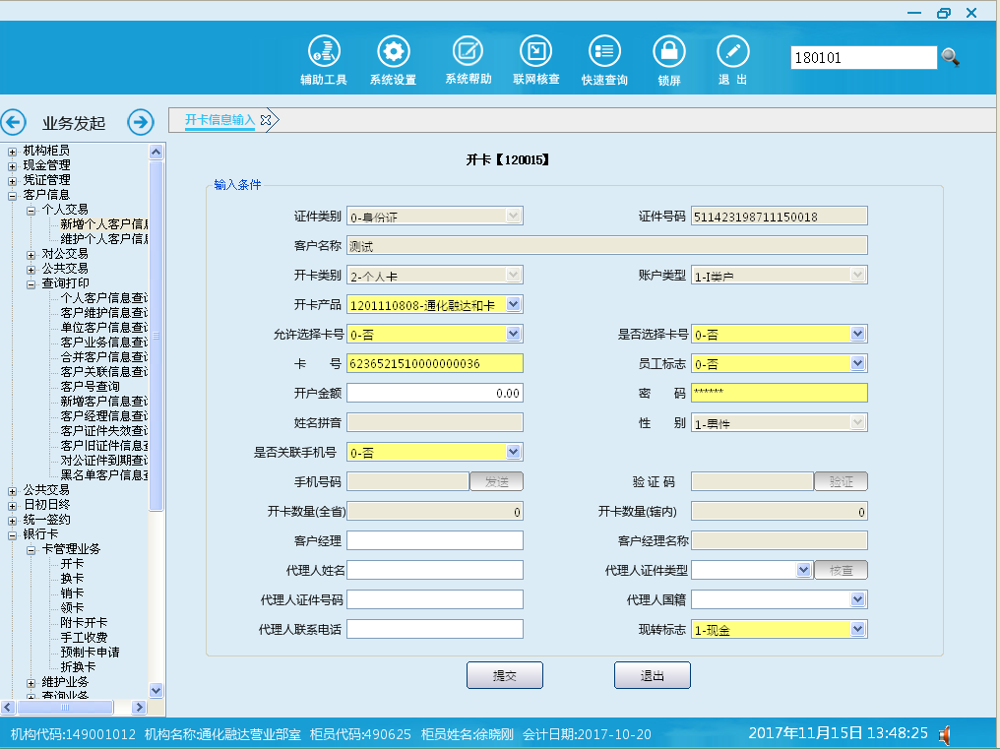 辅助工具 系统设置 系统帮助 联网核查 快速查询 锁屏 退 出 180101
业务发起
开卡信息输入
机构柜员
现金管理
凭证管理
客户信息
个人交易
新增个人客户信息
维护个人客户信息
对公交易
公共交易
查询打印
个人客户信息查询
客户维护信息查询
单位客户信息查询
客户业务信息查询
合并客户信息查询
客户关联信息查询
客户号查询
新增客户信息查询
客户经理信息查询
客户证件失效查询
客户旧证件信息查
对公证件到期查询
黑名单客户信息查
公共交易
日初日终
统一签约
银行卡
卡管理业务
开卡
换卡
销卡
领卡
附卡开卡
手工收费
预制卡申请
折换卡
维护业务
查询业务
开卡【120015】
输入条件
证件类别 0-身份证 证件号码 511423198711150018
客户名称 测试
开卡类别 2-个人卡 账户类型 1-I类户
开卡产品 1201110808-通化融达和卡
允许选择卡号 0-否 是否选择卡号 0-否
卡 号 6236521510000000036 员工标志 0-否
开户金额 0.00 密 码 ******
姓名拼音 性 别 1-男性
是否关联手机号 0-否
手机号码 发送 验证码 验证
开卡数量(全省) 0 开卡数量(辖内) 0
客户经理 客户经理名称
代理人姓名 代理人证件类型 核查
代理人证件号码 代理人国籍
代理人联系电话 现转标志 1-现金
提交 退出
机构代码:149001012 机构名称:通化融达营业部室 柜员代码:490625 柜员姓名:徐晓刚 会计日期:2017-10-20 2017年11月15日 13:48:25